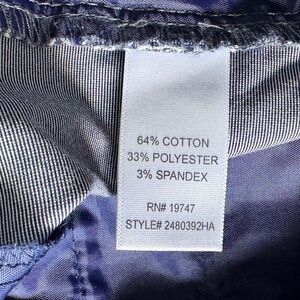 64% COTTON
33% POLYESTER
3% SPANDEX
RN# 19747
STYLE# 2480392HA